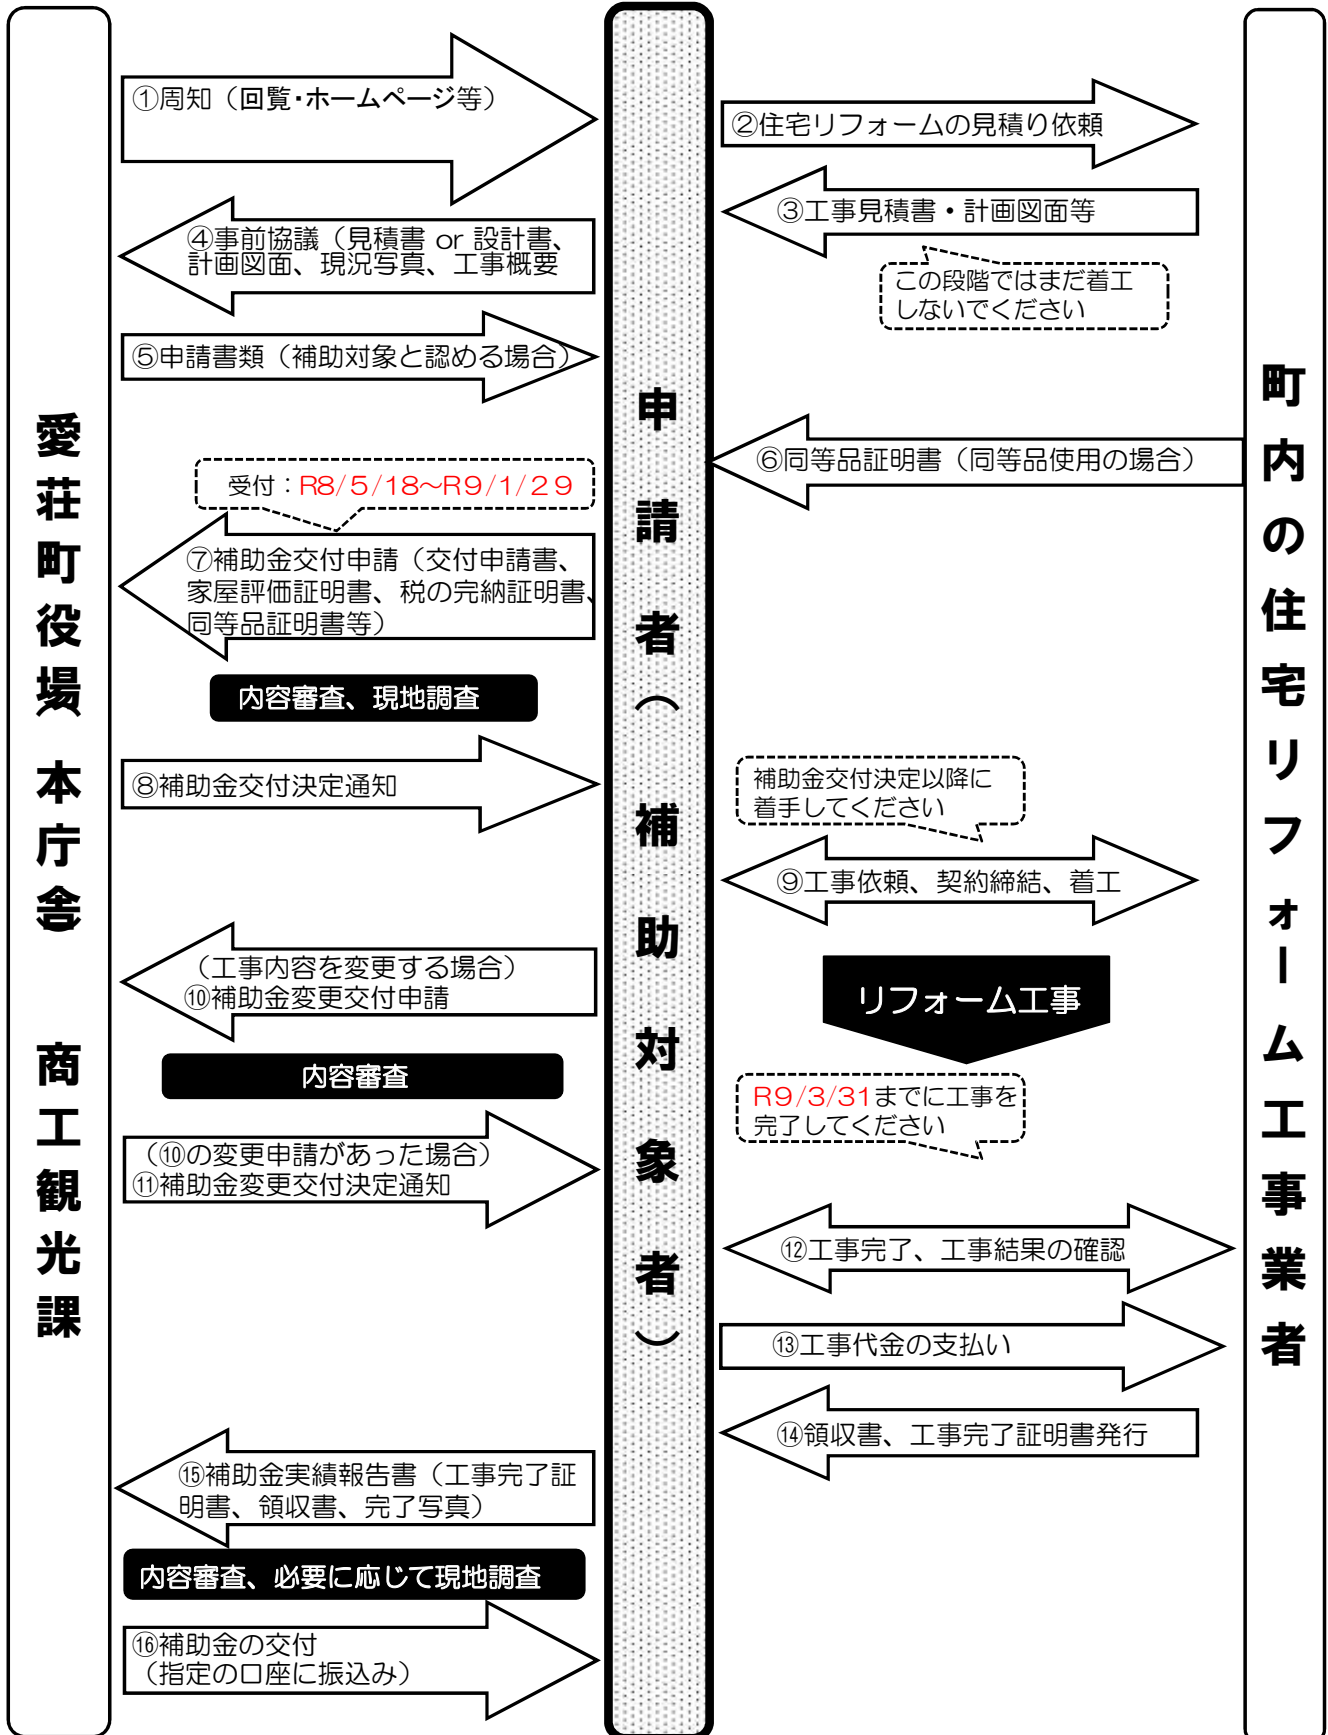 愛荘町役場 本庁舎 商工観光課
申請者（補助対象者）
町内の住宅リフォーム工事業者
①周知（回覧・ホームページ等）
②住宅リフォームの見積り依頼
③工事見積書・計画図面等
この段階ではまだ着工
しないでください
④事前協議（見積書 or 設計書、
計画図面、現況写真、工事概要
⑤申請書類（補助対象と認める場合）
⑥同等品証明書（同等品使用の場合）
受付：R8/5/18～R9/1/29
⑦補助金交付申請（交付申請書、
家屋評価証明書、税の完納証明書、
同等品証明書等）
内容審査、現地調査
⑧補助金交付決定通知
補助金交付決定以降に
着手してください
⑨工事依頼、契約締結、着工
リフォーム工事
（工事内容を変更する場合）
⑩補助金変更交付申請
内容審査
R9/3/31までに工事を
完了してください
（⑩の変更申請があった場合）
⑪補助金変更交付決定通知
⑫工事完了、工事結果の確認
⑬工事代金の支払い
⑭領収書、工事完了証明書発行
⑮補助金実績報告書（工事完了証
明書、領収書、完了写真）
内容審査、必要に応じて現地調査
⑯補助金の交付
（指定の口座に振込み）